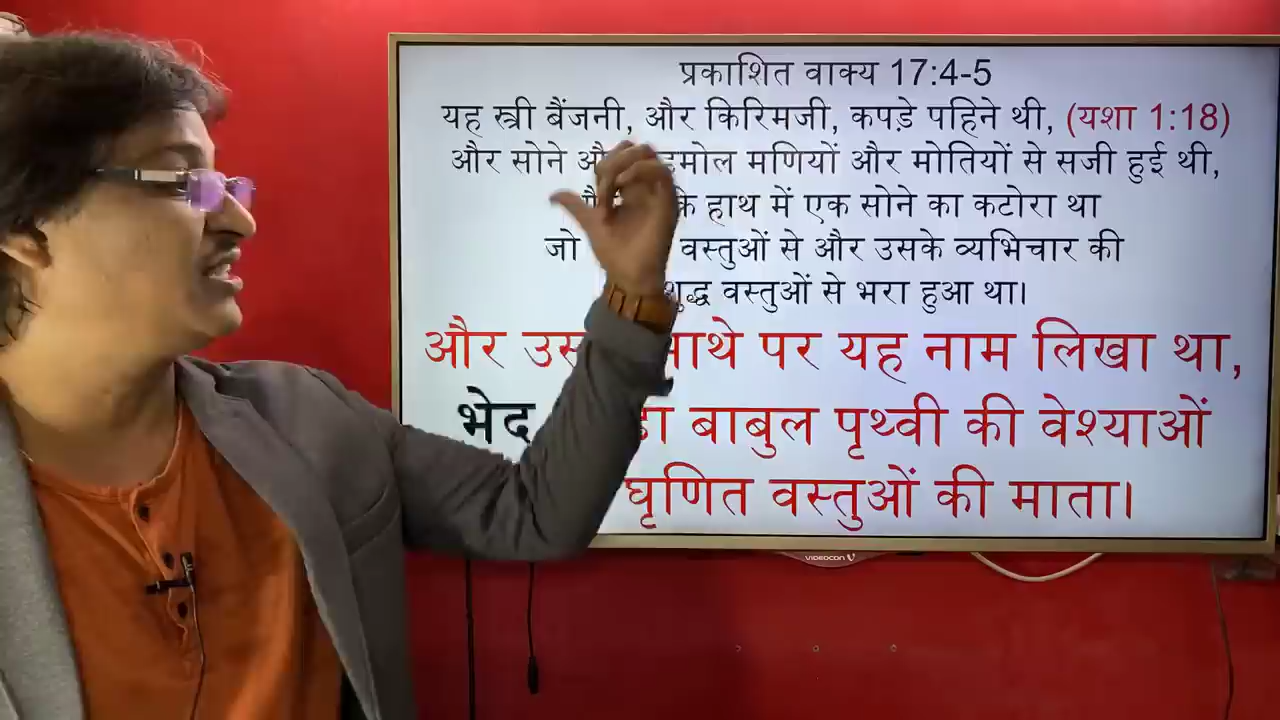 प्रकाशित वाक्य 17:4-5
यह स्त्री बैंजनी, और किरिमजी, कपड़े पहिने थी, (यशा 1:18)
और सोने मणियों और मोतियों से सजी हुई थी,
हाथ में एक सोने का कटोरा था
जो वस्तुओं से और उसके व्यभिचार की
वस्तुओं से भरा हुआ था।
और पर यह नाम लिखा था,
भेद बाबुल पृथ्वी की वेश्याओं
घृणित वस्तुओं की माता।
VIDEOCON